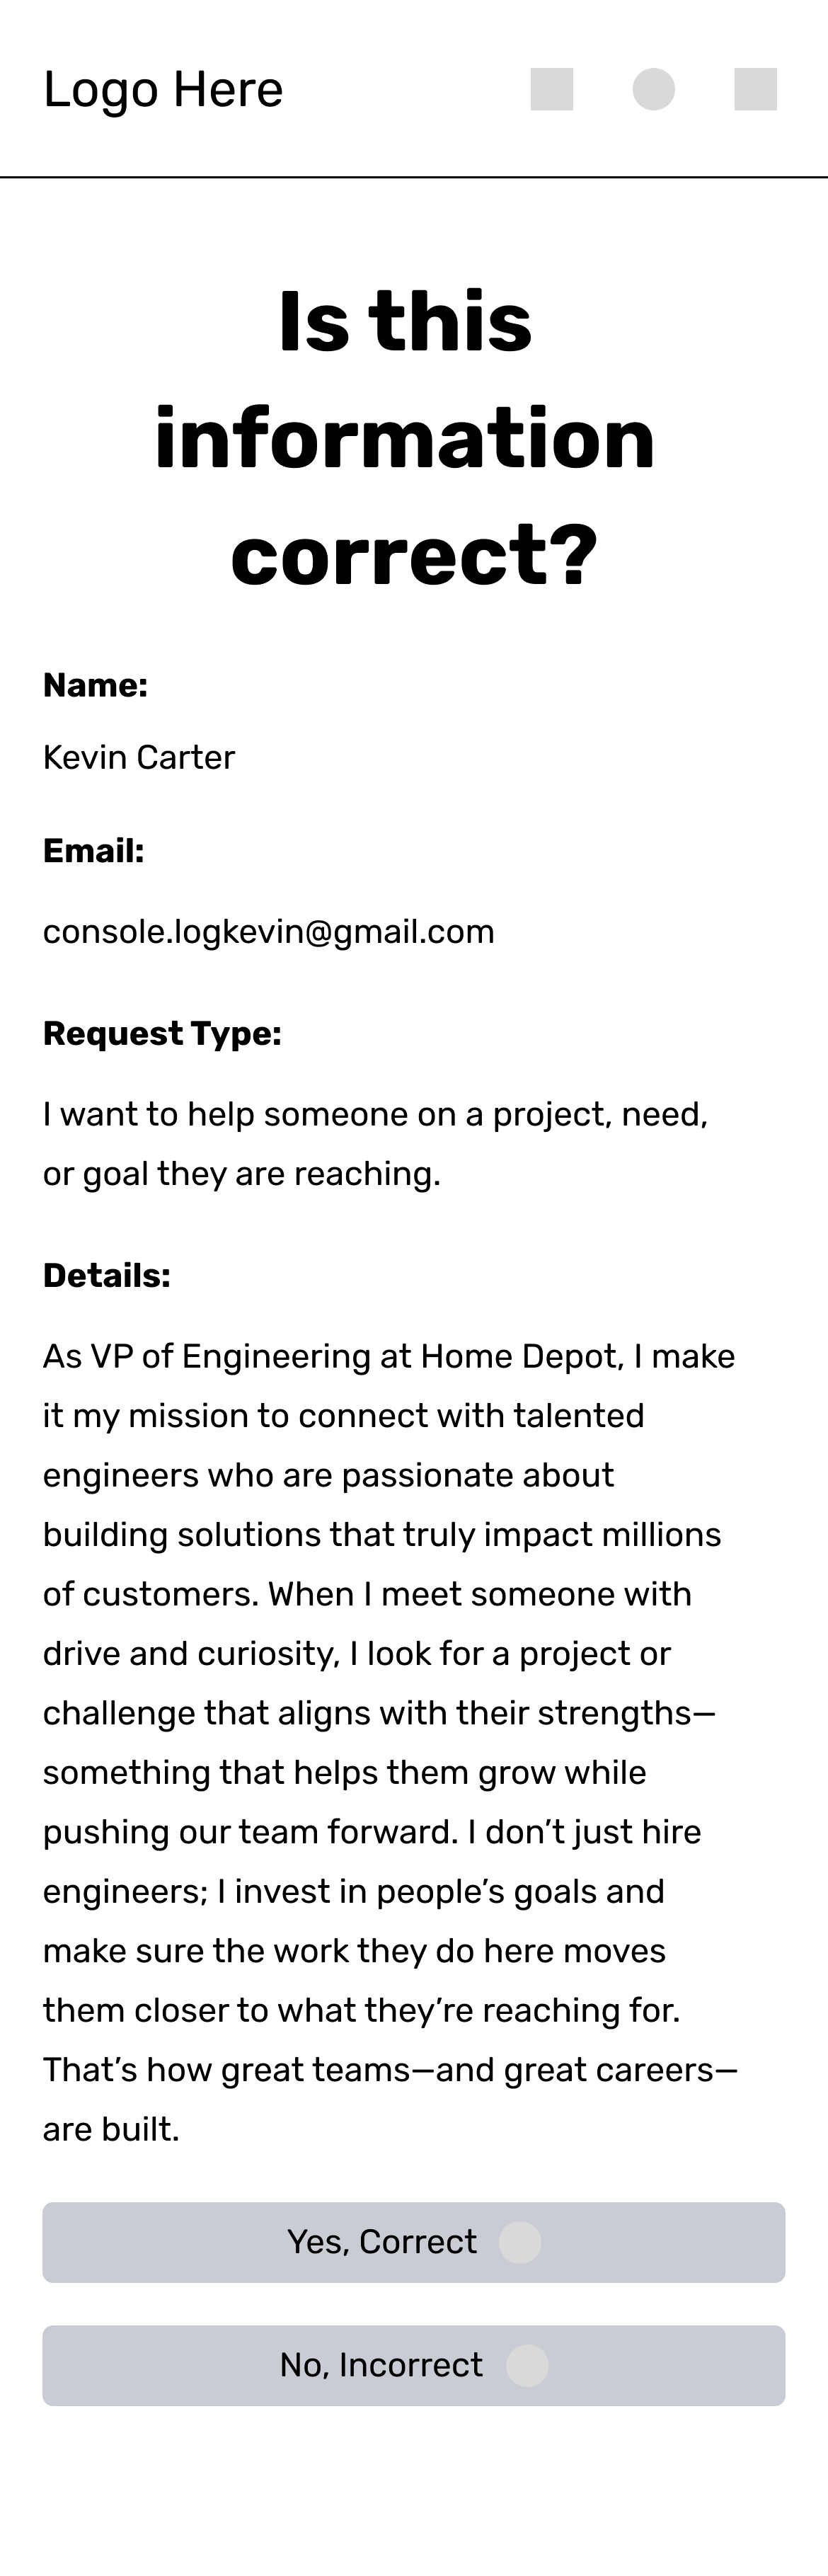 Logo Here
Is this
information
correct?
Name:
Kevin Carter
Email:
console.logkevin@gmail.com
Request Type:
I want to help someone on a project, need,
or goal they are reaching.
Details:
As VP of Engineering at Home Depot, I make
it my mission to connect with talented
engineers who are passionate about
building solutions that truly impact millions
of customers. When I meet someone with
drive and curiosity, I look for a project or
challenge that aligns with their strengths—
something that helps them grow while
pushing our team forward. I don’t just hire
engineers; I invest in people’s goals and
make sure the work they do here moves
them closer to what they’re reaching for.
That’s how great teams—and great careers—
are built.
Yes, Correct
No, Incorrect